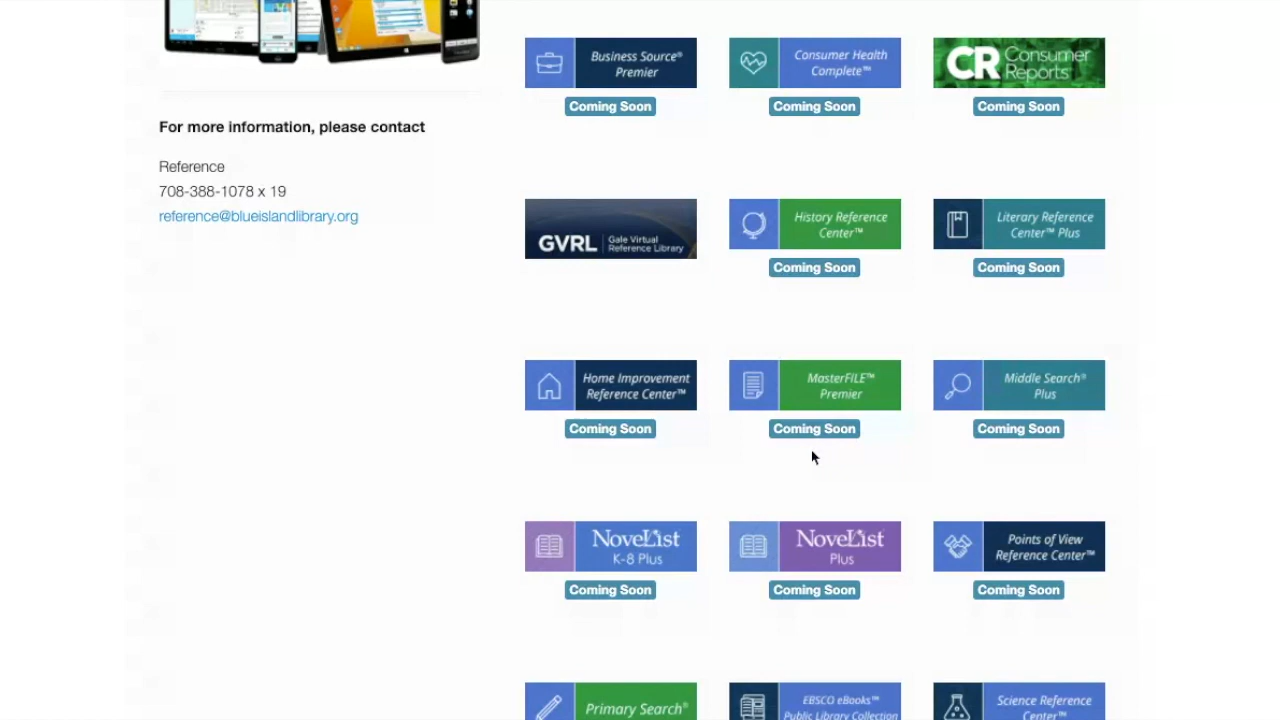 Business Source®
Premier
Consumer Health
Complete™
CR Consumer
Reports
Coming Soon
Coming Soon
Coming Soon
For more information, please contact
Reference
708-388-1078 x 19
reference@blueislandlibrary.org
GVRL Gale Virtual
Reference Library
History Reference
Center™
Literary Reference
Center™ Plus
Coming Soon
Coming Soon
Home Improvement
Reference Center™
MasterFILE™
Premier
Middle Search®
Plus
Coming Soon
Coming Soon
Coming Soon
NoveList
K-8 Plus
NoveList
Plus
Points of View
Reference Center™
Coming Soon
Coming Soon
Coming Soon
Primary Search®
EBSCO eBooks™
Public Library Collection
Science Reference
Center™